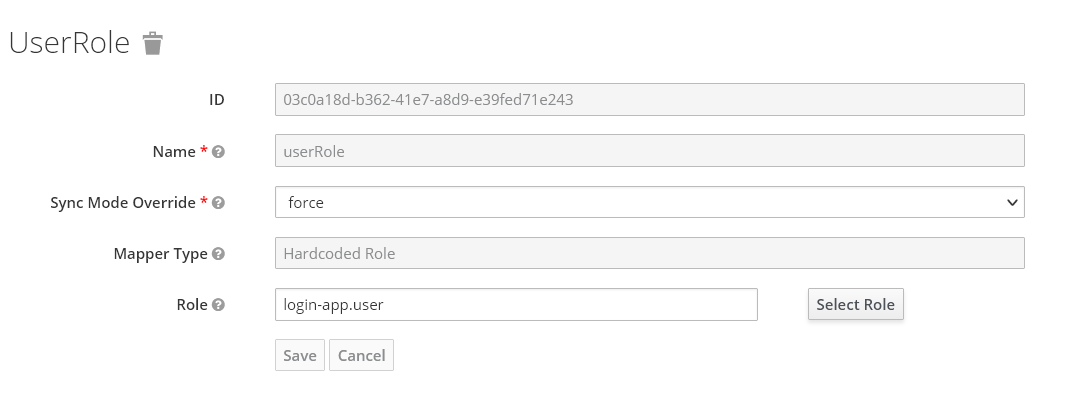 UserRole
ID
03c0a18d-b362-41e7-a8d9-e39fed71e243
Name *
userRole
Sync Mode Override *
force
Mapper Type
Hardcoded Role
Role
login-app.user
Select Role
Save Cancel